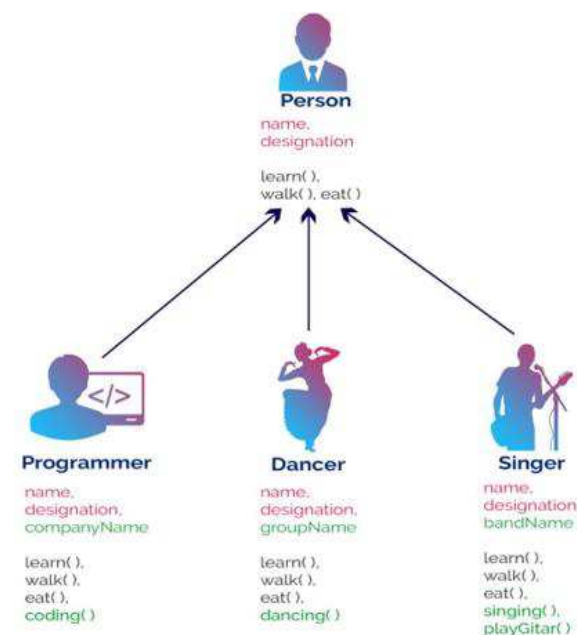 Person
name,
designation
learn( ),
walk( ), eat( )
</>
Programmer
name,
designation,
companyName
learn( ),
walk( ),
eat( ),
coding( )
Dancer
name,
designation,
groupName
learn( ),
walk( ),
eat( ),
dancing( )
Singer
name,
designation
bandName
learn( ),
walk( ),
eat( ),
singing( )
playGitar( )